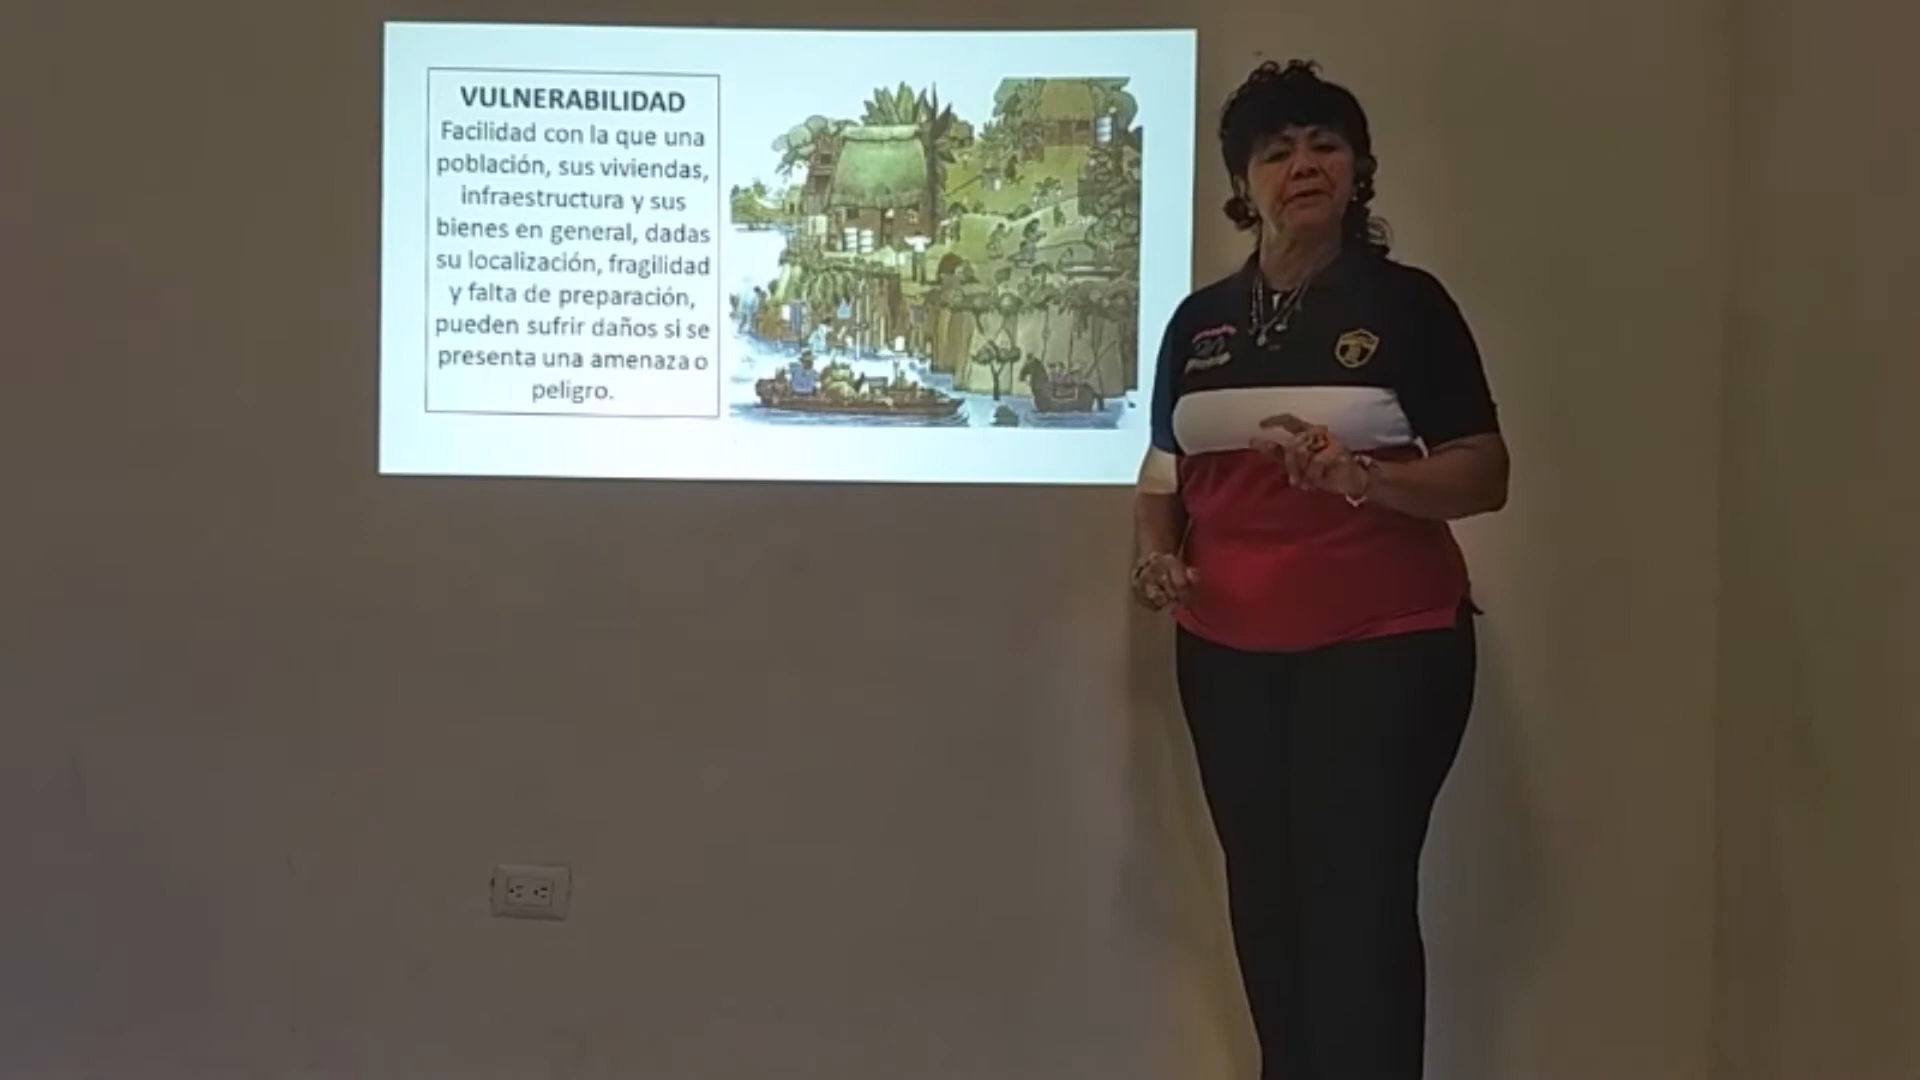 VULNERABILIDAD
Facilidad con la que una
población, sus viviendas,
infraestructura y sus
bienes en general, dadas
su localización, fragilidad
y falta de preparación,
pueden sufrir daños si se
presenta una amenaza o
peligro.